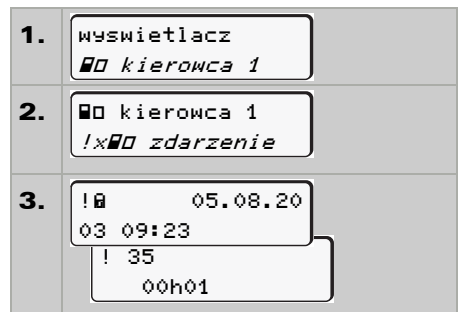 1.
wyswietlacz
kierowca 1
2.
kierowca 1
!x zdarzenie
3.
! 05.08.20
03 09:23
! 35
00h01